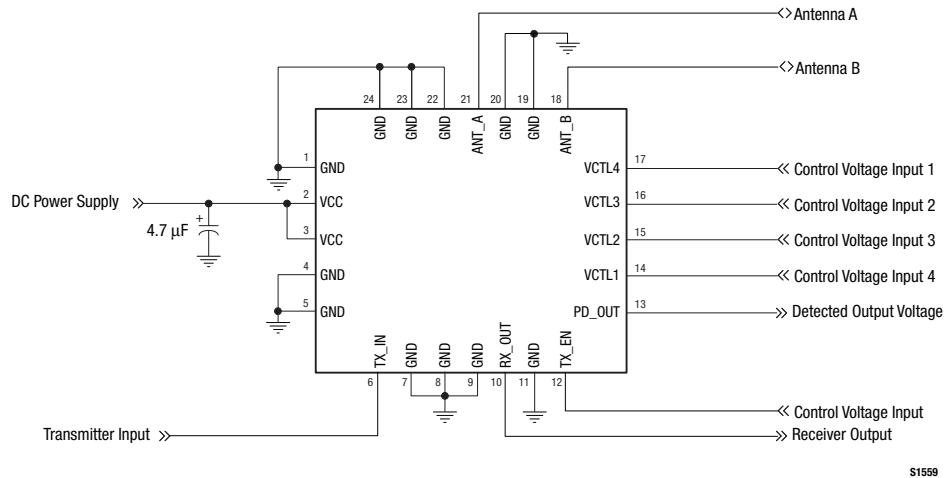 Antenna A
Antenna B
24 23 22 21 20 19 18
GND GND GND ANT_A GND GND ANT_B
1 GND
DC Power Supply
2 VCC
+
4.7 µF
3 VCC
4 GND
5 GND
VCTL4 17 Control Voltage Input 1
VCTL3 16 Control Voltage Input 2
VCTL2 15 Control Voltage Input 3
VCTL1 14 Control Voltage Input 4
PD_OUT 13 Detected Output Voltage
TX_IN GND GND GND RX_OUT GND TX_EN
6 7 8 9 10 11 12
Control Voltage Input
Transmitter Input
Receiver Output
S1559